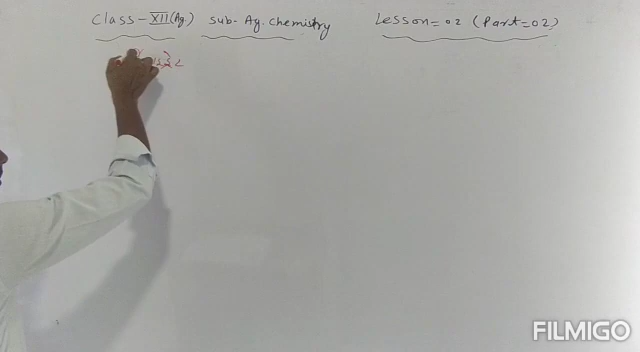 Class - XII (Ag.) Sub- Ag. Chemistry Lesson = 02 (Part = 02)
FILMIGO